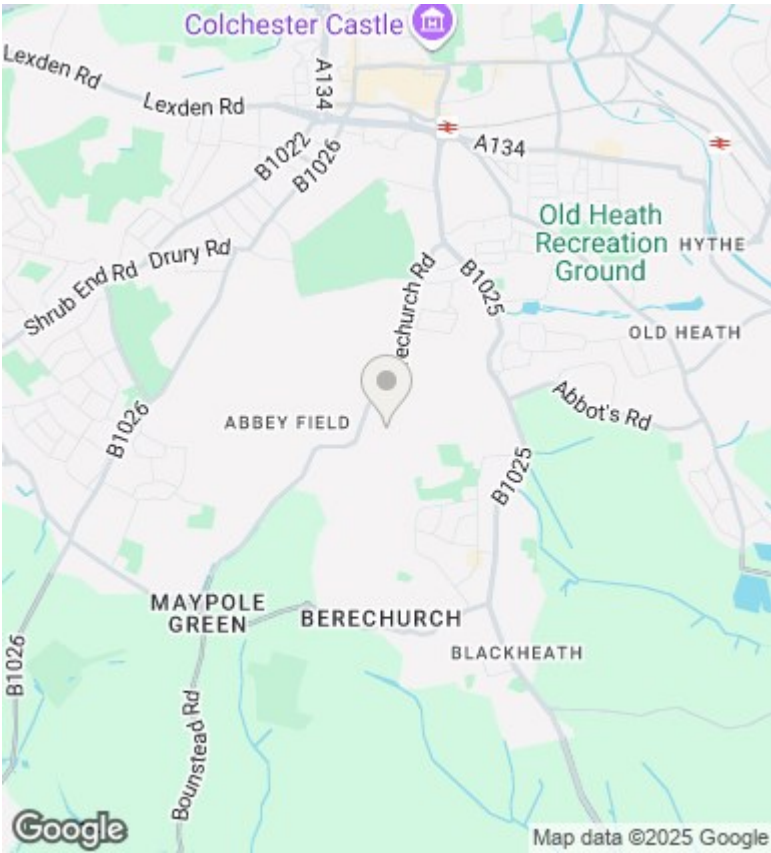 Colchester Castle
Lexden Rd
Lexden Rd
A134
B1022
B1026
A134
Old Heath
Recreation
Ground
HYTHE
Drury Rd
Shrub End Rd
B1025
echurch Rd
OLD HEATH
Abbot's Rd
ABBEY FIELD
B1026
B1025
MAYPOLE
GREEN
BERECHURCH
BLACKHEATH
B1026
Bounstead Rd
Google
Map data ©2025 Google